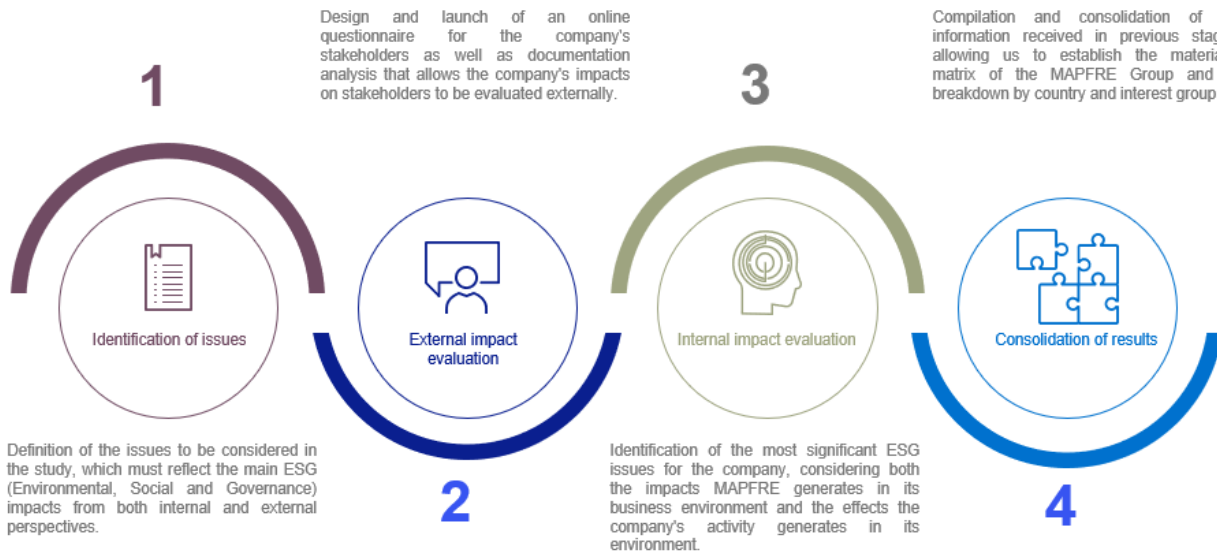 1
Identification of issues
Definition of the issues to be considered in
the study, which must reflect the main ESG
(Environmental, Social and Governance)
impacts from both internal and external
perspectives.
Design and launch of an online
questionnaire for the company's
stakeholders as well as documentation
analysis that allows the company's impacts
on stakeholders to be evaluated externally.
External impact
evaluation
2
3
Internal impact evaluation
Identification of the most significant ESG
issues for the company, considering both
the impacts MAPFRE generates in its
business environment and the effects the
company's activity generates in its
environment.
Compilation and consolidation of
information received in previous
allowing us to establish the
matrix of the MAPFRE Group and
breakdown by country and interest group
Consolidation of results
4